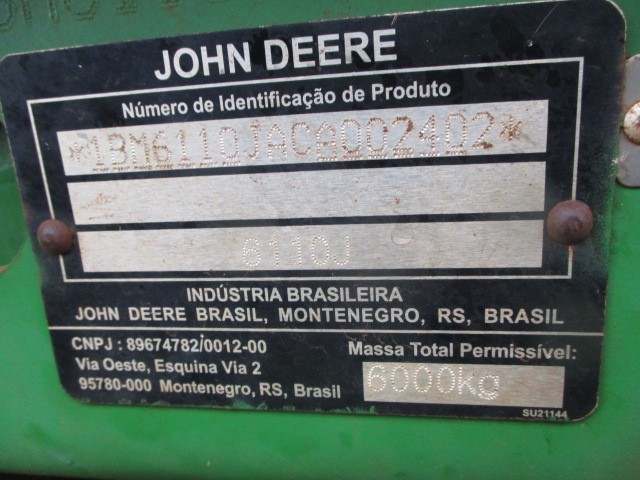 JOHN DEERE
Número de Identificação de Produto
*1BM6110JACA002402*
6110J
INDÚSTRIA BRASILEIRA
JOHN DEERE BRASIL, MONTENEGRO, RS, BRASIL
CNPJ : 89674782/0012-00
Via Oeste, Esquina Via 2
95780-000 Montenegro, RS, Brasil
Massa Total Permissível:
6000kg
SU21144